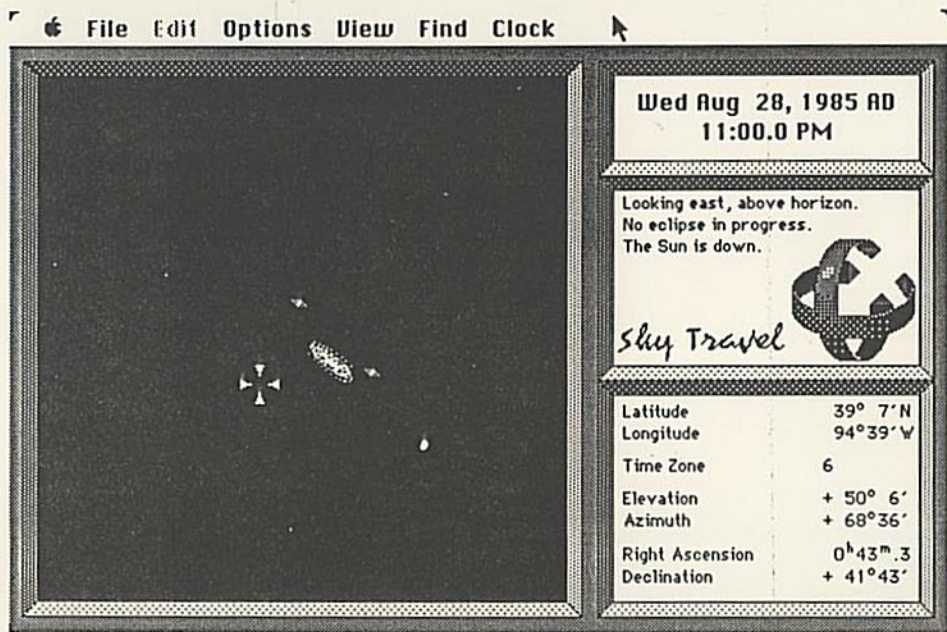 File Edit Options View Find Clock
Wed Aug 28, 1985 AD
11:00.0 PM
Looking east, above horizon.
No eclipse in progress.
The Sun is down.
Sky Travel
Latitude 39° 7′N
Longitude 94°39′W
Time Zone 6
Elevation + 50° 6′
Azimuth + 68°36′
Right Ascension 0ʰ43ᵐ.3
Declination + 41°43′